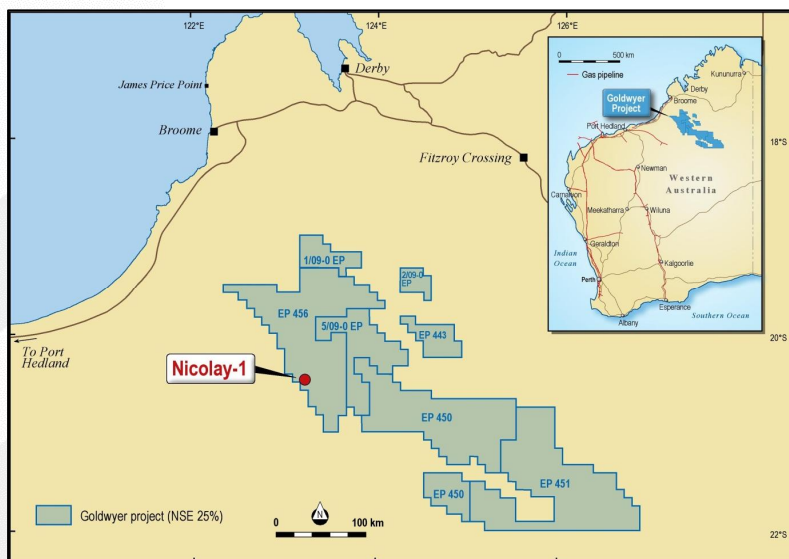 122°E
124°E
126°E
Derby
James Price Point
Broome
Fitzroy Crossing
18°S
1/09-0 EP
2/09-0
EP
EP 456
5/09-0 EP
EP 443
20°S
To Port
Hedland
Nicolay-1
EP 450
EP 451
EP 450
Goldwyer project (NSE 25%)
N
0
100 km
22°S
0
500 km
Gas pipeline
Kununurra
Derby
Broome
Goldwyer
Project
Port Hedland
Newman
Western
Australia
Carnarvon
Meekatharra
Wiluna
Geraldton
Indian
Ocean
Kalgoorlie
Perth
Esperance
Albany
Southern Ocean